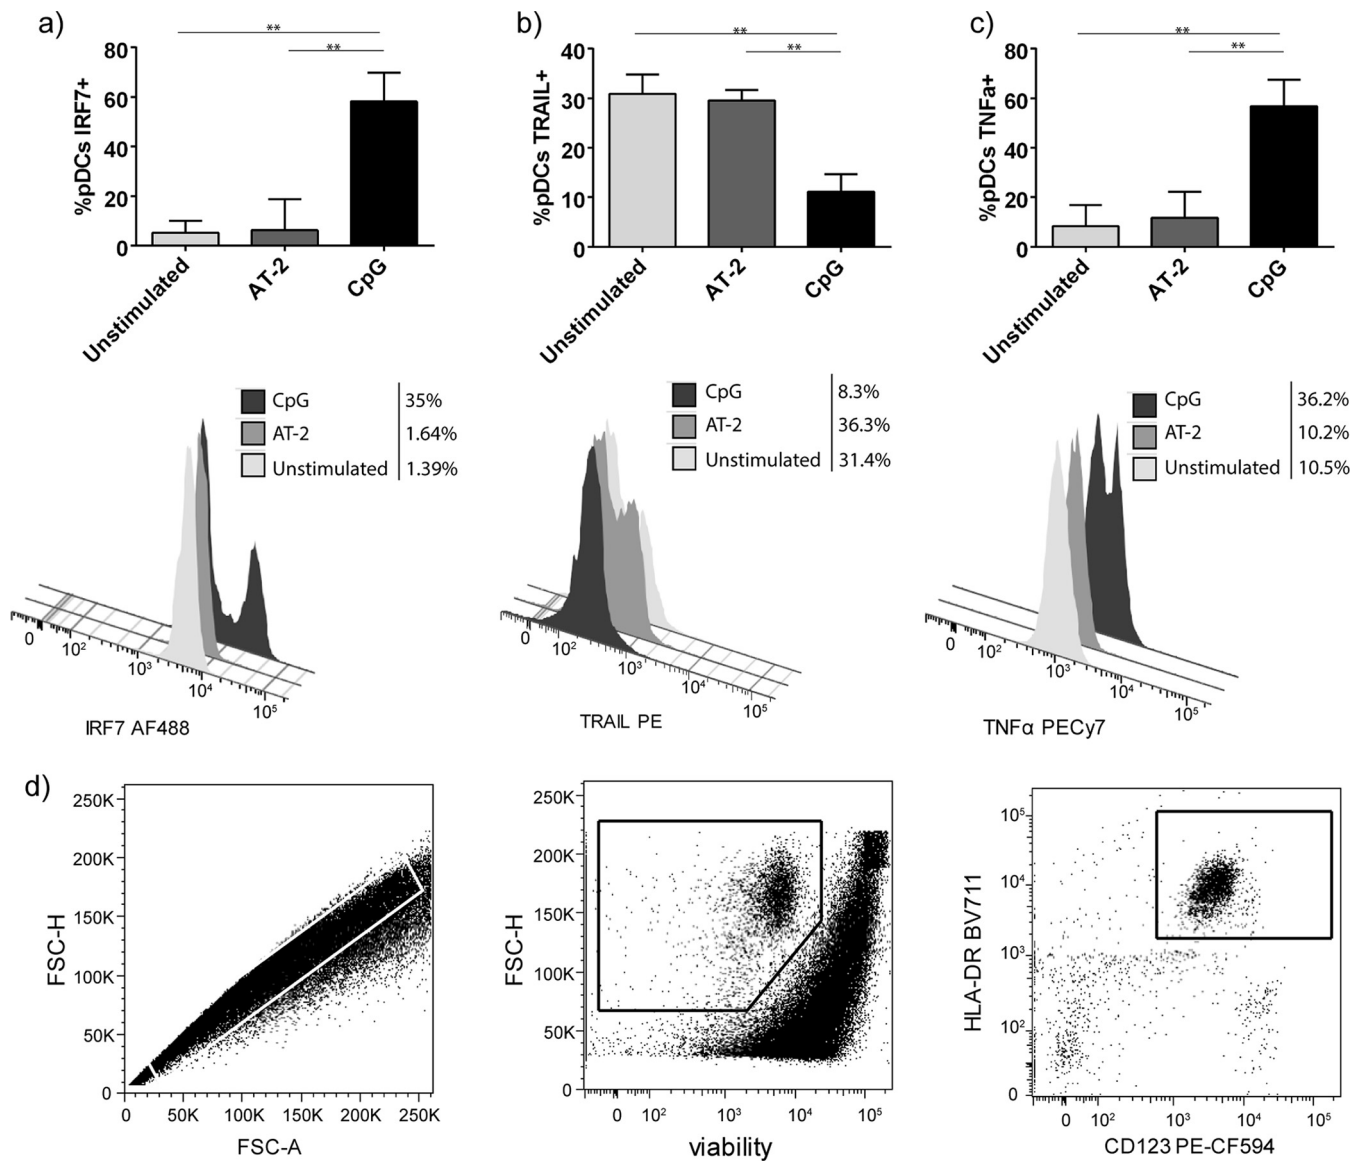 a)
**
**
%pDCs IRF7+
80
60
40
20
0
Unstimulated
AT-2
CpG
b)
**
**
%pDCs TRAIL+
40
30
20
10
0
Unstimulated
AT-2
CpG
c)
**
**
%pDCs TNFa+
80
60
40
20
0
Unstimulated
AT-2
CpG
CpG 35%
AT-2 1.64%
Unstimulated 1.39%
0 10² 10³ 10⁴ 10⁵
IRF7 AF488
CpG 8.3%
AT-2 36.3%
Unstimulated 31.4%
0 10² 10³ 10⁴ 10⁵
TRAIL PE
CpG 36.2%
AT-2 10.2%
Unstimulated 10.5%
0 10² 10³ 10⁴ 10⁵
TNFα PECy7
d)
FSC-H
250K
200K
150K
100K
50K
0
0 50K 100K 150K 200K 250K
FSC-A
FSC-H
250K
200K
150K
100K
50K
0
0 10² 10³ 10⁴ 10⁵
viability
HLA-DR BV711
10⁵
10⁴
10³
10²
0
0 10² 10³ 10⁴ 10⁵
CD123 PE-CF594